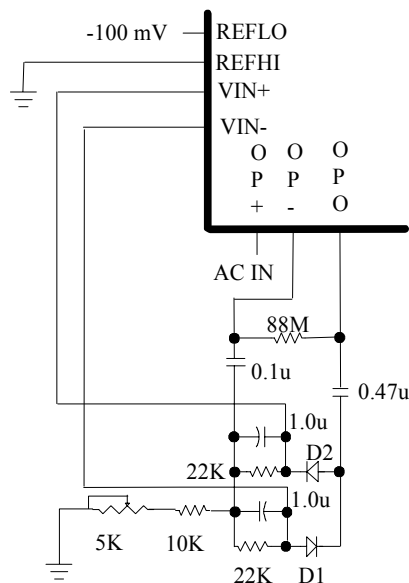 -100 mV
REFLO
REFHI
VIN+
VIN-
O P +
O P -
O P O
AC IN
88M
0.1u
0.47u
1.0u
D2
22K
1.0u
5K
10K
22K
D1